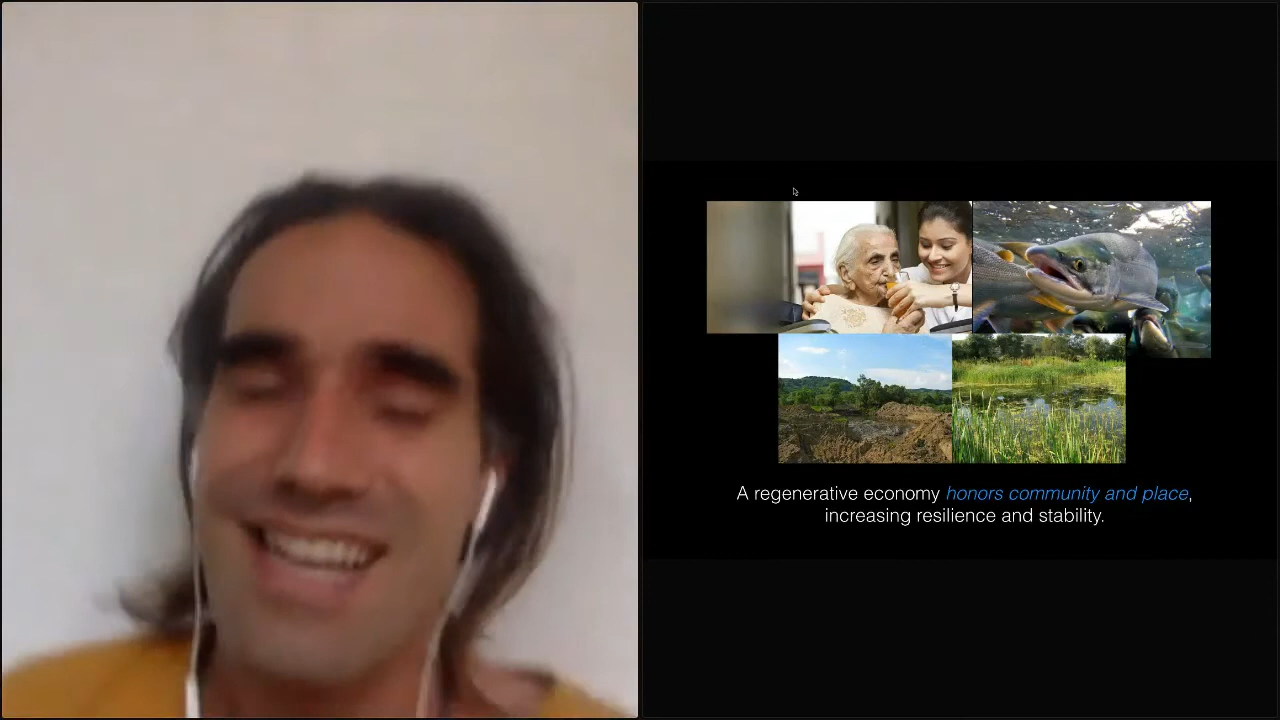 A regenerative economy honors community and place,
increasing resilience and stability.